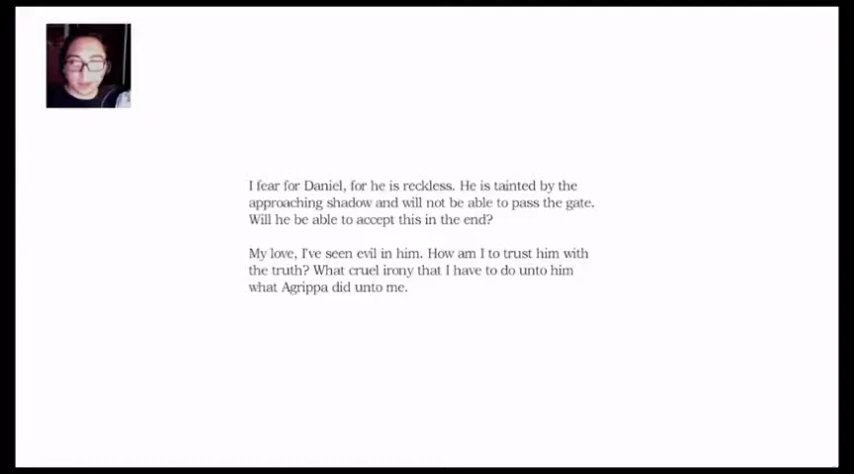 I fear for Daniel, for he is reckless. He is tainted by the
approaching shadow and will not be able to pass the gate.
Will he be able to accept this in the end?
My love, I've seen evil in him. How am I to trust him with
the truth? What cruel irony that I have to do unto him
what Agrippa did unto me.